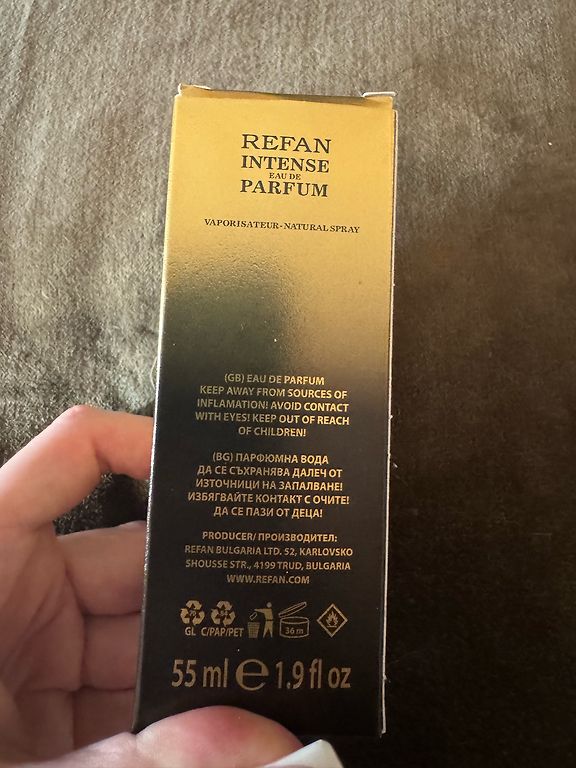 REFAN
INTENSE
EAU DE
PARFUM
VAPORISATEUR-NATURAL SPRAY
(GB) EAU DE PARFUM
KEEP AWAY FROM SOURCES OF
INFLAMATION! AVOID CONTACT
WITH EYES! KEEP OUT OF REACH
OF CHILDREN!
(BG) ПАРФЮМНА ВОДА
ДА СЕ СЪХРАНЯВА ДАЛЕЧ ОТ
ИЗТОЧНИЦИ НА ЗАПАЛВАНЕ!
ИЗБЯГВАЙТЕ КОНТАКТ С ОЧИТЕ!
ДА СЕ ПАЗИ ОТ ДЕЦА!
PRODUCER/ ПРОИЗВОДИТЕЛ:
REFAN BULGARIA LTD. 52, KARLOVSKO
SHOUSSE STR., 4199 TRUD, BULGARIA
WWW.REFAN.COM
36 m
GL C/PAP/PET
55 ml e 1.9 fl oz